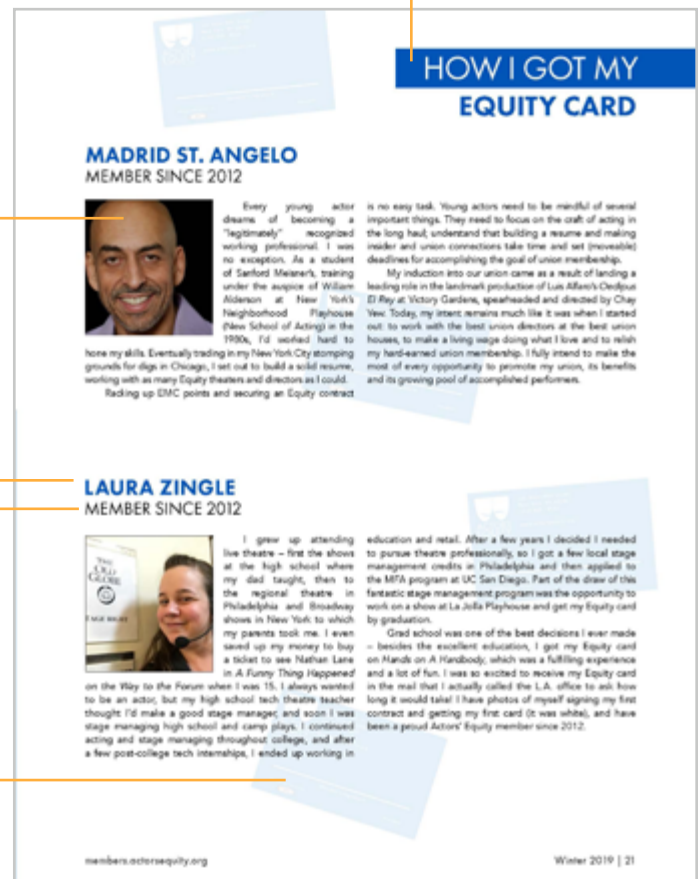 HOW I GOT MY
EQUITY CARD
MADRID ST. ANGELO
MEMBER SINCE 2012
Every young actor
dreams of becoming a
"legitimately" recognized
working professional. I was
no exception. As a student
of Sanford Meisner's, training
under the auspice of William
Alderson at New York's
Neighborhood Playhouse
(New School of Acting) in the
1980s, I'd worked hard to
hone my skills. Eventually trading in my New York City stomping
grounds for digs in Chicago, I set out to build a solid resume,
working with as many Equity theaters and directors as I could.
Racking up EMC points and securing an Equity contract
is no easy task. Young actors need to be mindful of several
important things. They need to focus on the craft of acting in
the long haul, understand that building a resume and making
insider and union connections take time and set (moveable)
deadlines for accomplishing the goal of union membership.
My induction into our union came as a result of landing a
leading role in the landmark production of Luis Alfaro's Oedipus
El Rey at Victory Gardens, spearheaded and directed by Chay
Yew. Today, my intent remains much like it was when I started
out: to work with the best union directors at the best union
houses, to make a living wage doing what I love and to relish
my hard-earned union membership. I fully intend to make the
most of every opportunity to promote my union, its benefits
and its growing pool of accomplished performers.
LAURA ZINGLE
MEMBER SINCE 2012
THE
OLD
GLOBE
STAGE RIGHT
I grew up attending
live theatre – first the shows
at the high school where
my dad taught, then to
the regional theatre in
Philadelphia and Broadway
shows in New York to which
my parents took me. I even
saved up my money to buy
a ticket to see Nathan Lane
in A Funny Thing Happened
on the Way to the Forum when I was 15. I always wanted
to be an actor, but my high school tech theatre teacher
thought I'd make a good stage manager, and soon I was
stage managing high school and camp plays. I continued
acting and stage managing throughout college, and after
a few post-college tech internships, I ended up working in
education and retail. After a few years I decided I needed
to pursue theatre professionally, so I got a few local stage
management credits in Philadelphia and then applied to
the MFA program at UC San Diego. Part of the draw of this
fantastic stage management program was the opportunity to
work on a show at La Jolla Playhouse and get my Equity card
by graduation.
Grad school was one of the best decisions I ever made
– besides the excellent education, I got my Equity card
on Hands on A Hardbody, which was a fulfilling experience
and a lot of fun. I was so excited to receive my Equity card
in the mail that I actually called the L.A. office to ask how
long it would take! I have photos of myself signing my first
contract and getting my first card (it was white), and have
been a proud Actors' Equity member since 2012.
members.actorsequity.org
Winter 2019 | 21